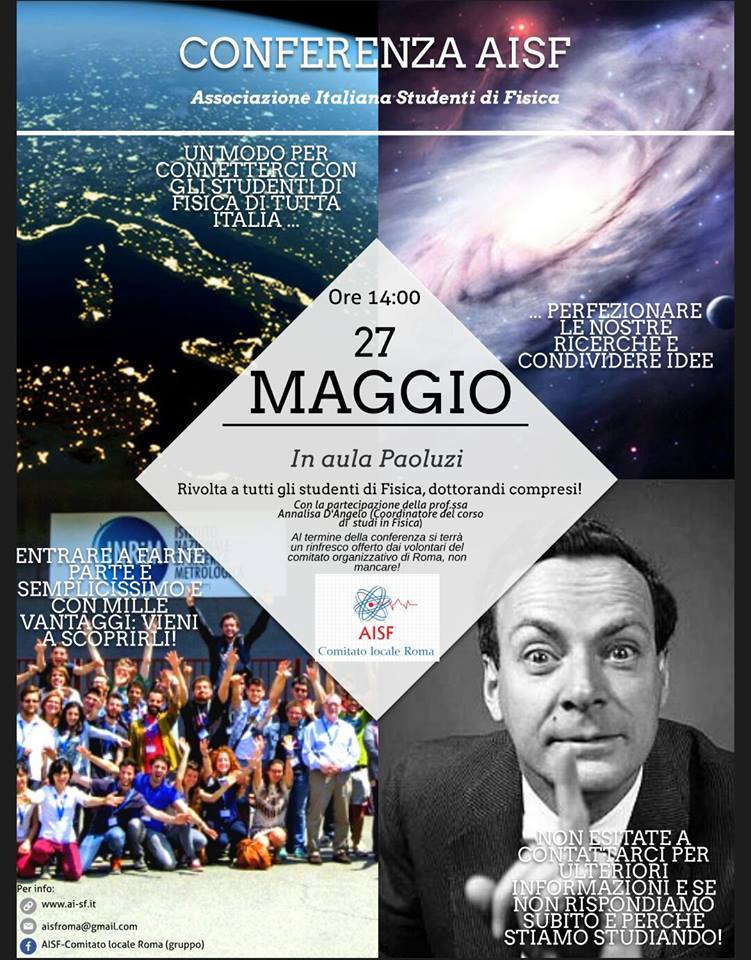 CONFERENZA AISF
Associazione Italiana Studenti di Fisica
UN MODO PER
CONNETTERCI CON
GLI STUDENTI DI
FISICA DI TUTTA
ITALIA ...
... PERFEZIONARE
LE NOSTRE
RICERCHE E
CONDIVIDERE IDEE
Ore 14:00
27
MAGGIO
In aula Paoluzi
Rivolta a tutti gli studenti di Fisica, dottorandi compresi!
Con la partecipazione della prof.ssa
Annalisa D'Angelo (Coordinatore del corso
di studi in Fisica)
Al termine della conferenza si terrà
un rinfresco offerto dai volontari del
comitato organizzativo di Roma, non
mancare!
AISF
Comitato locale Roma
INRIM
METROLOGICA
ENTRARE A FARNE
PARTE E
SEMPLICISSIMO E
CON MILLE
VANTAGGI: VIENI
A SCOPRIRLI!
NON ESITATE A
CONTATTARCI PER
ULTERIORI
INFORMAZIONI E SE
NON RISPONDIAMO
SUBITO E PERCHE
STIAMO STUDIANDO!
Per info:
www.ai-sf.it
aisfroma@gmail.com
AISF-Comitato locale Roma (gruppo)